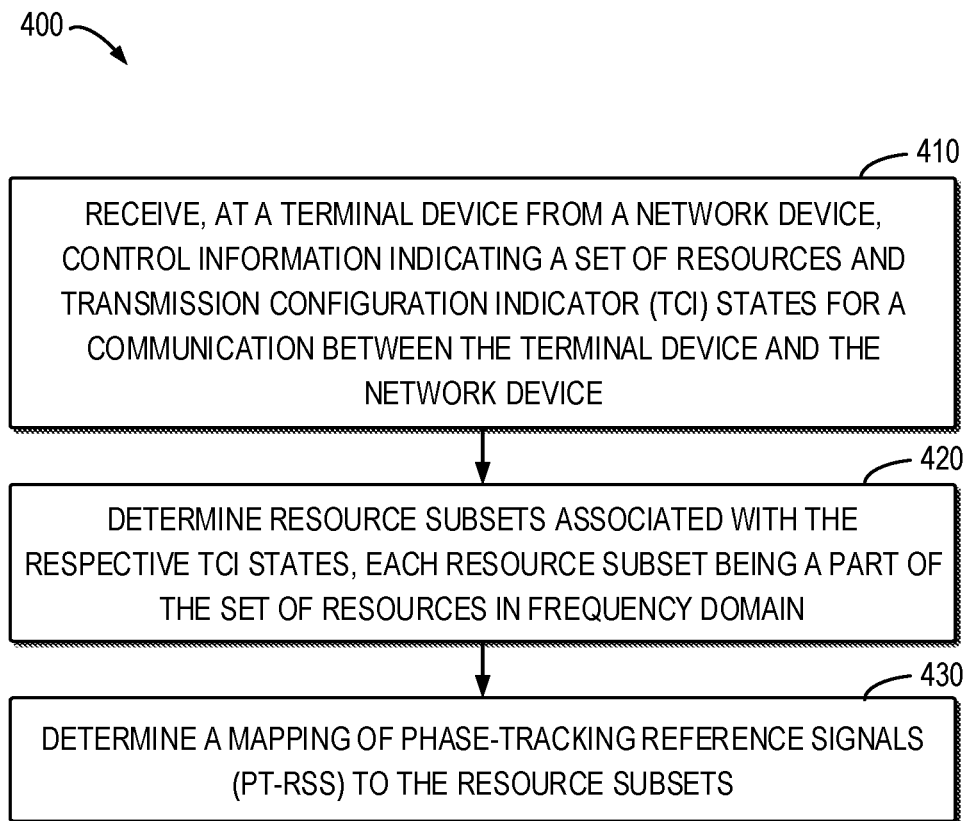 400
410
RECEIVE, AT A TERMINAL DEVICE FROM A NETWORK DEVICE,
CONTROL INFORMATION INDICATING A SET OF RESOURCES AND
TRANSMISSION CONFIGURATION INDICATOR (TCI) STATES FOR A
COMMUNICATION BETWEEN THE TERMINAL DEVICE AND THE
NETWORK DEVICE
420
DETERMINE RESOURCE SUBSETS ASSOCIATED WITH THE
RESPECTIVE TCI STATES, EACH RESOURCE SUBSET BEING A PART OF
THE SET OF RESOURCES IN FREQUENCY DOMAIN
430
DETERMINE A MAPPING OF PHASE-TRACKING REFERENCE SIGNALS
(PT-RSS) TO THE RESOURCE SUBSETS